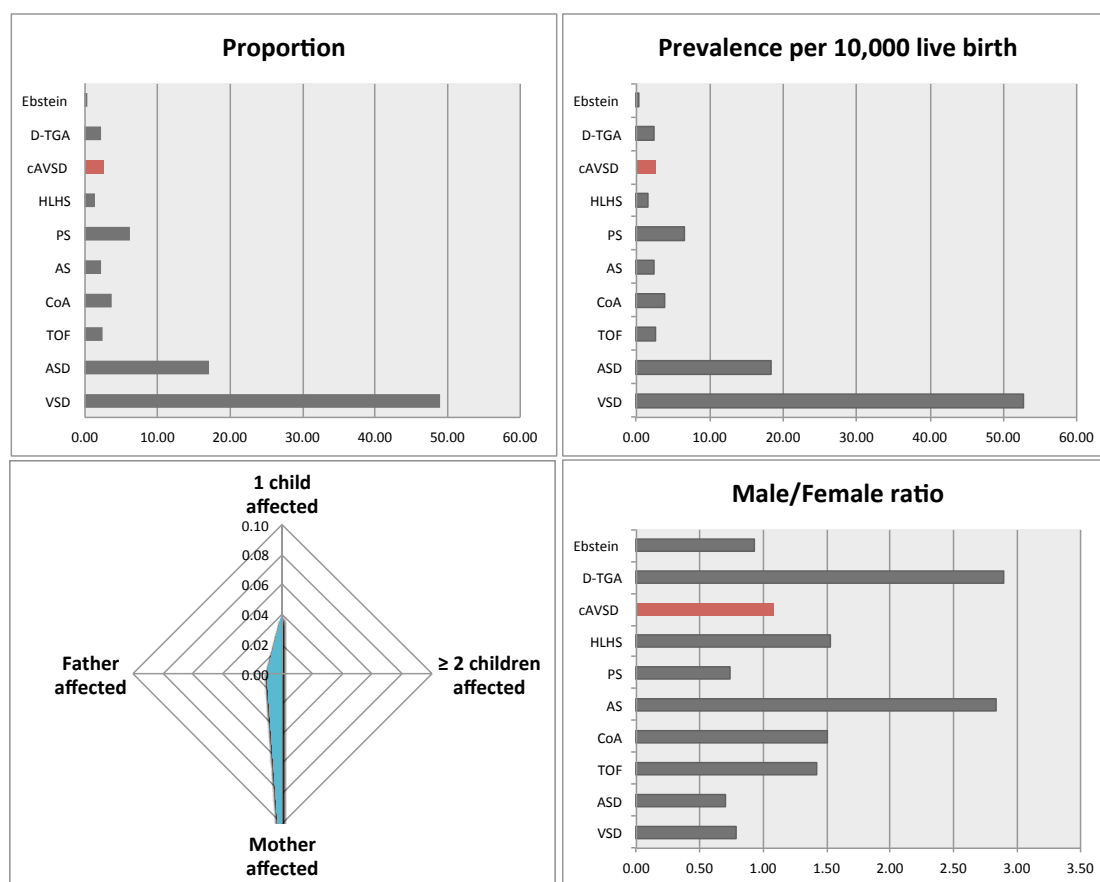 Proportion
Ebstein
D-TGA
cAVSD
HLHS
PS
AS
CoA
TOF
ASD
VSD
0.00 10.00 20.00 30.00 40.00 50.00 60.00
Prevalence per 10,000 live birth
Ebstein
D-TGA
cAVSD
HLHS
PS
AS
CoA
TOF
ASD
VSD
0.00 10.00 20.00 30.00 40.00 50.00 60.00
1 child
affected
0.10
0.08
0.06
0.04
0.02
0.00
Father
affected
≥ 2 children
affected
Mother
affected
Male/Female ratio
Ebstein
D-TGA
cAVSD
HLHS
PS
AS
CoA
TOF
ASD
VSD
0.00 0.50 1.00 1.50 2.00 2.50 3.00 3.50